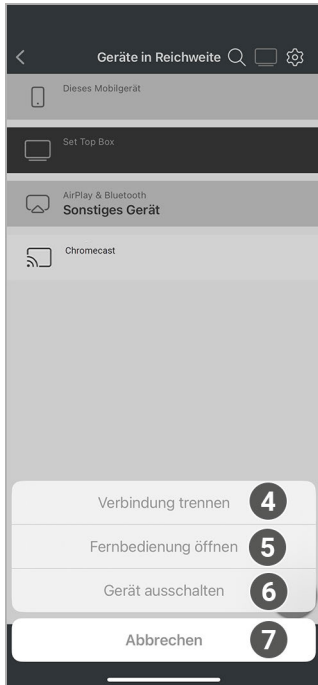 Geräte in Reichweite
Dieses Mobilgerät
Set Top Box
AirPlay & Bluetooth
Sonstiges Gerät
Chromecast
Verbindung trennen 4
Fernbedienung öffnen 5
Gerät ausschalten 6
Abbrechen 7